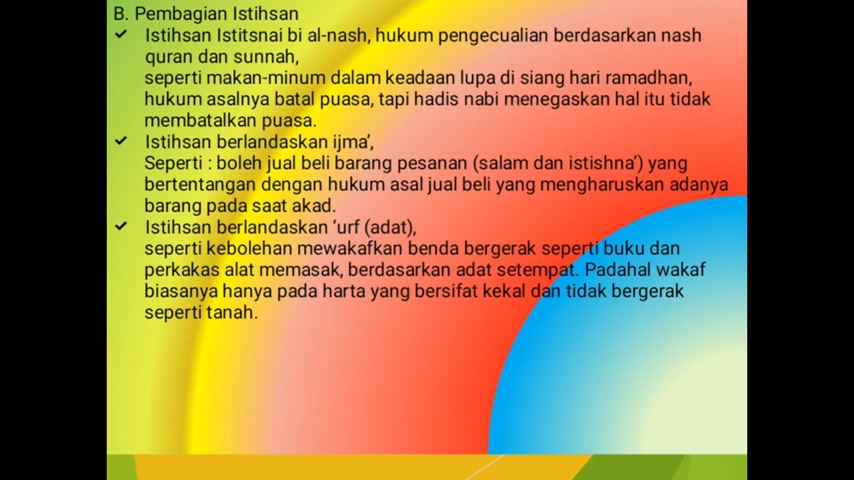 B. Pembagian Istihsan
✓ Istihsan Istitsnai bi al-nash, hukum pengecualian berdasarkan nash
quran dan sunnah,
seperti makan-minum dalam keadaan lupa di siang hari ramadhan,
hukum asalnya batal puasa, tapi hadis nabi menegaskan hal itu tidak
membatalkan puasa.
✓ Istihsan berlandaskan ijma’,
Seperti : boleh jual beli barang pesanan (salam dan istishna’) yang
bertentangan dengan hukum asal jual beli yang mengharuskan adanya
barang pada saat akad.
✓ Istihsan berlandaskan ‘urf (adat),
seperti kebolehan mewakafkan benda bergerak seperti buku dan
perkakas alat memasak, berdasarkan adat setempat. Padahal wakaf
biasanya hanya pada harta yang bersifat kekal dan tidak bergerak
seperti tanah.